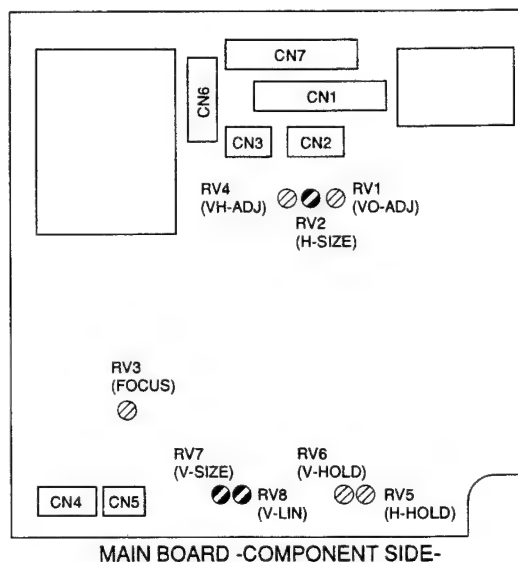 CN7
CN6
CN1
CN3
CN2
RV4
(VH-ADJ)
RV1
(VO-ADJ)
RV2
(H-SIZE)
RV3
(FOCUS)
RV7
(V-SIZE)
RV6
(V-HOLD)
CN4
CN5
RV8
(V-LIN)
RV5
(H-HOLD)
MAIN BOARD -COMPONENT SIDE-